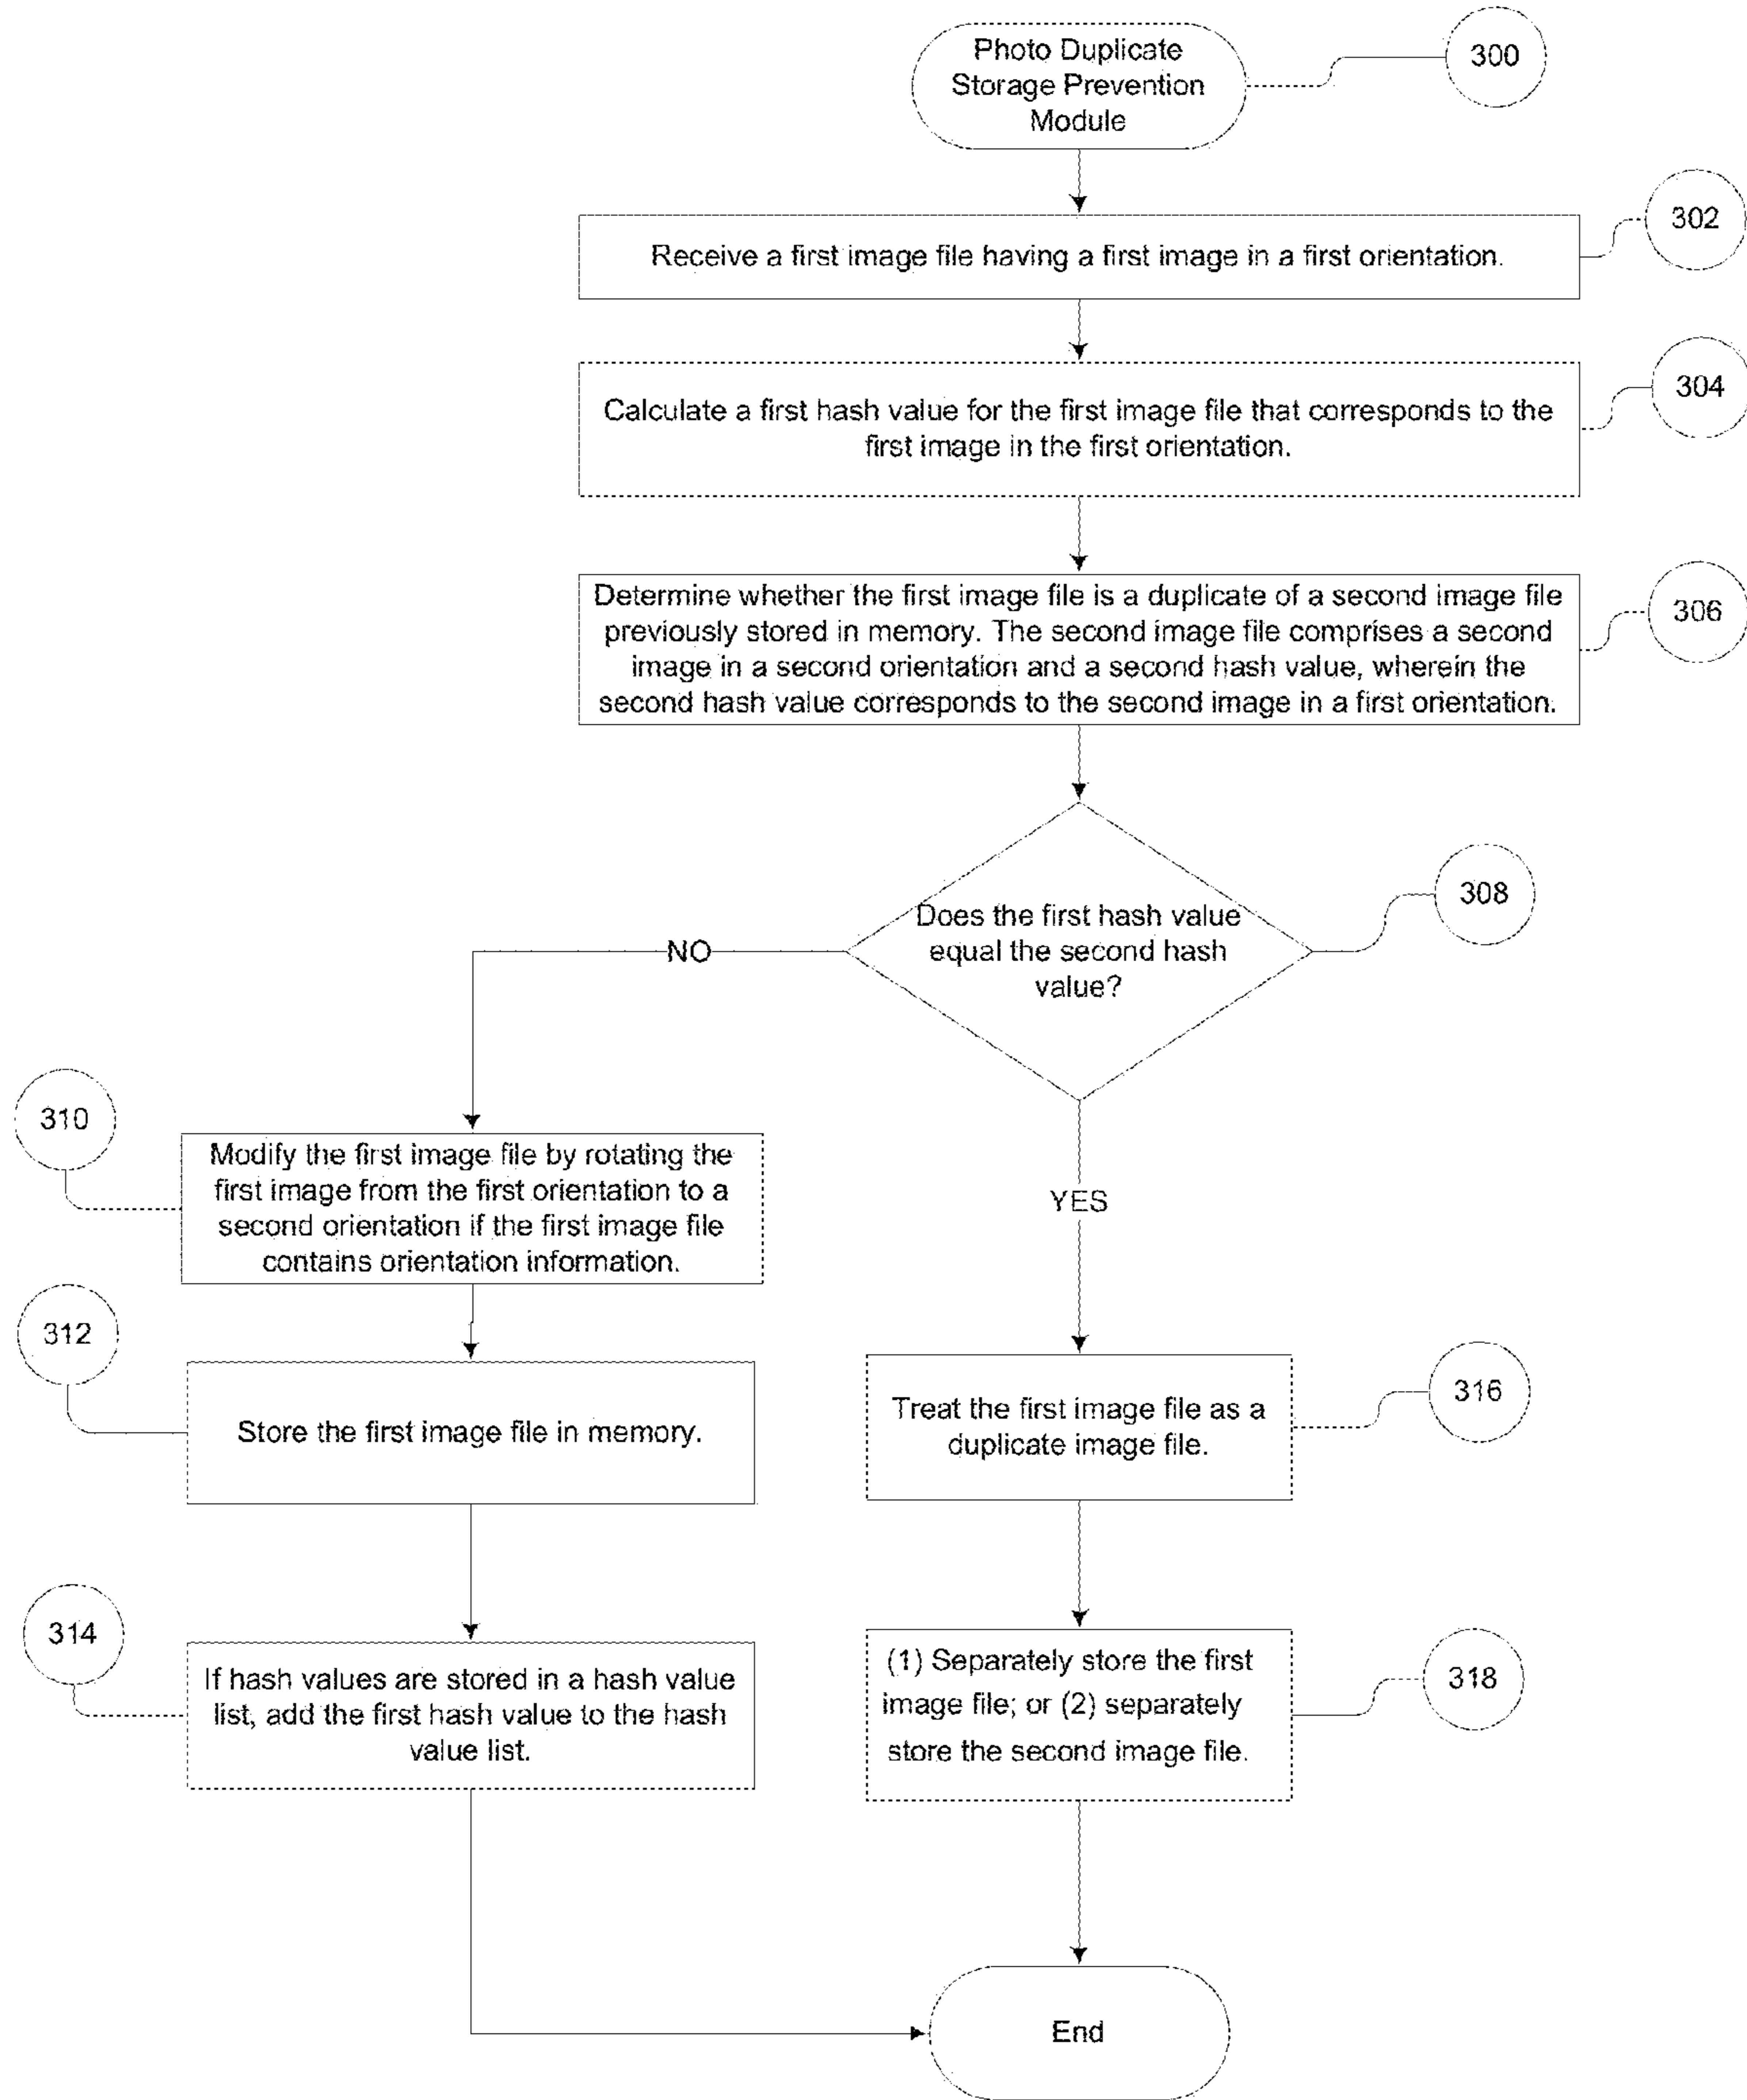 Photo Duplicate
Storage Prevention
Module
300
Receive a first image file having a first image in a first orientation.
302
Calculate a first hash value for the first image file that corresponds to the
first image in the first orientation.
304
Determine whether the first image file is a duplicate of a second image file
previously stored in memory. The second image file comprises a second
image in a second orientation and a second hash value, wherein the
second hash value corresponds to the second image in a first orientation.
306
Does the first hash value
equal the second hash
value?
308
NO
310
Modify the first image file by rotating the
first image from the first orientation to a
second orientation if the first image file
contains orientation information.
YES
312
Store the first image file in memory.
Treat the first image file as a
duplicate image file.
316
314
If hash values are stored in a hash value
list, add the first hash value to the hash
value list.
(1) Separately store the first
image file; or (2) separately
store the second image file.
318
End